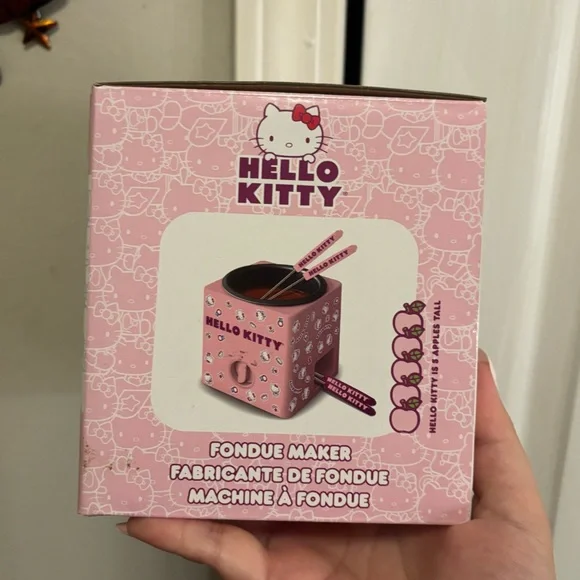 HELLO
KITTY
HELLO KITTY
HELLO KITTY
HELLO KITTY
HELLO KITTY
HELLO KITTY
HELLO KITTY IS 5 APPLES TALL
FONDUE MAKER
FABRICANTE DE FONDUE
MACHINE À FONDUE